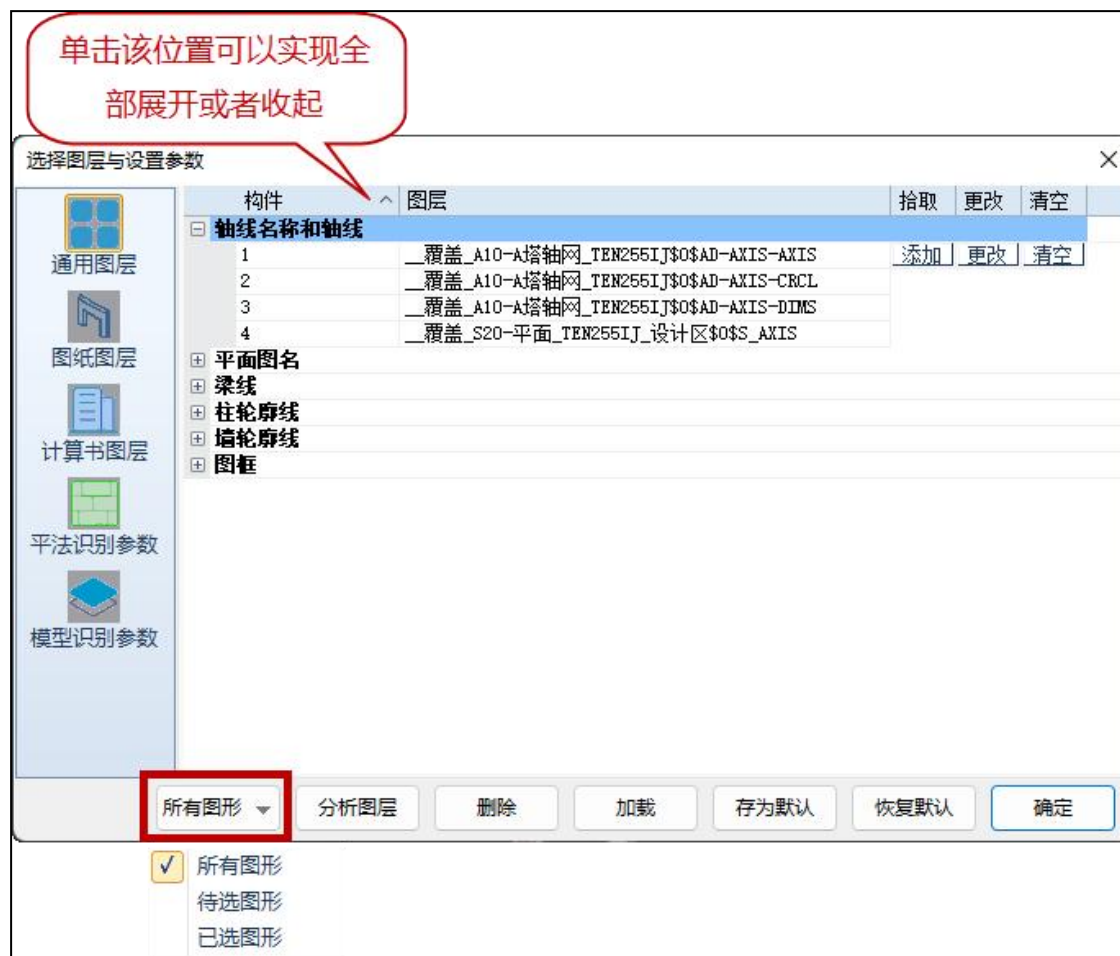 单击该位置可以实现全
部展开或者收起
选择图层与设置参数
构件 图层 拾取 更改 清空
轴线名称和轴线
1 __覆盖_A10-A塔轴网_TEN255IJ$0$AD-AXIS-AXIS 添加 更改 清空
2 __覆盖_A10-A塔轴网_TEN255IJ$0$AD-AXIS-CRCL
3 __覆盖_A10-A塔轴网_TEN255IJ$0$AD-AXIS-DIMS
4 __覆盖_S20-平面_TEN255IJ_设计区$0$S_AXIS
平面图名
梁线
柱轮廓线
墙轮廓线
图框
通用图层
图纸图层
计算书图层
平法识别参数
模型识别参数
所有图形 分析图层 删除 加载 存为默认 恢复默认 确定
所有图形
待选图形
已选图形